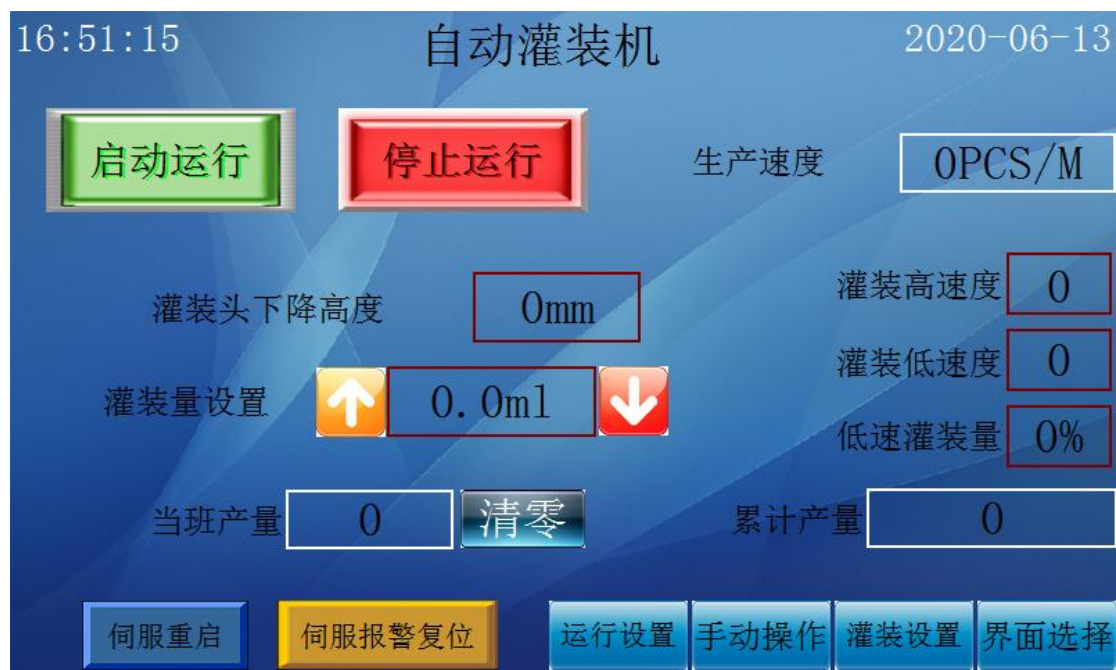 16:51:15 自动灌装机 2020-06-13
启动运行 停止运行 生产速度 0PCS/M
灌装头下降高度 0mm
灌装高速度 0
灌装低速度 0
灌装量设置 0.0ml
低速灌装量 0%
当班产量 0 清零 累计产量 0
伺服重启 伺服报警复位 运行设置 手动操作 灌装设置 界面选择